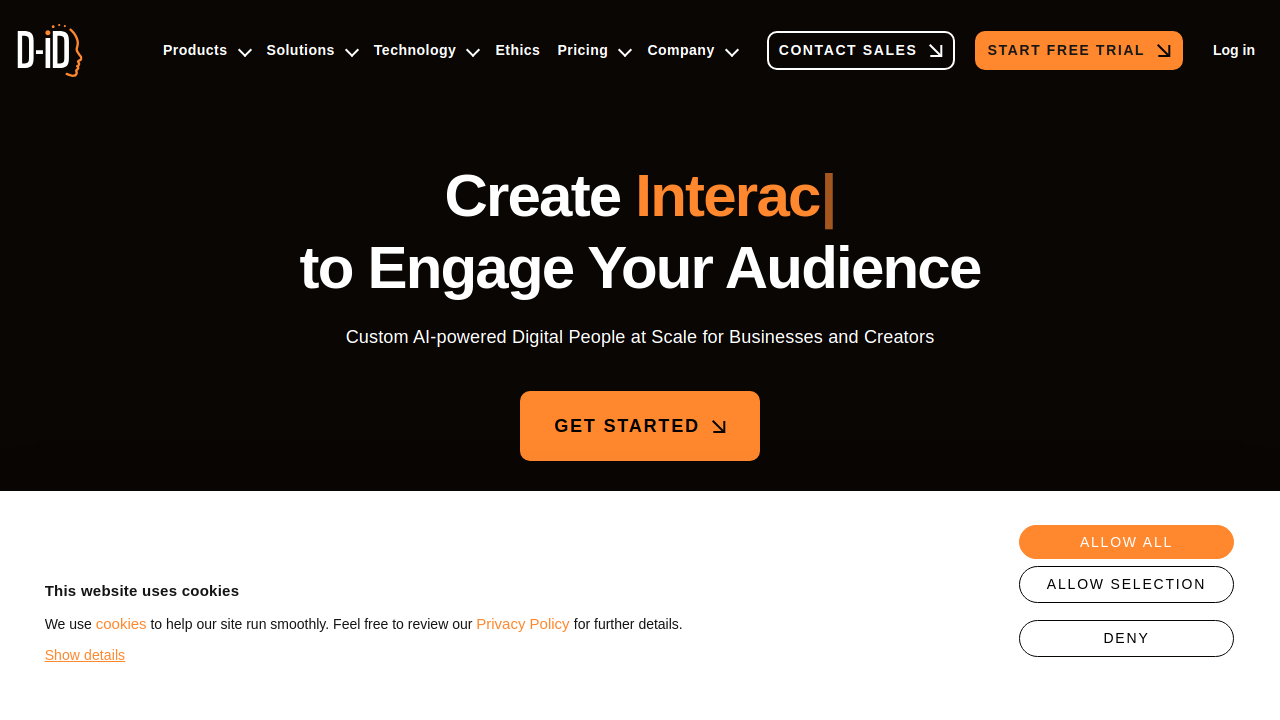 D-iD
Products Solutions Technology Ethics Pricing Company CONTACT SALES START FREE TRIAL Log in
Create Interac|
to Engage Your Audience
Custom AI-powered Digital People at Scale for Businesses and Creators
GET STARTED
ALLOW ALL
ALLOW SELECTION
DENY
This website uses cookies
We use cookies to help our site run smoothly. Feel free to review our Privacy Policy for further details.
Show details